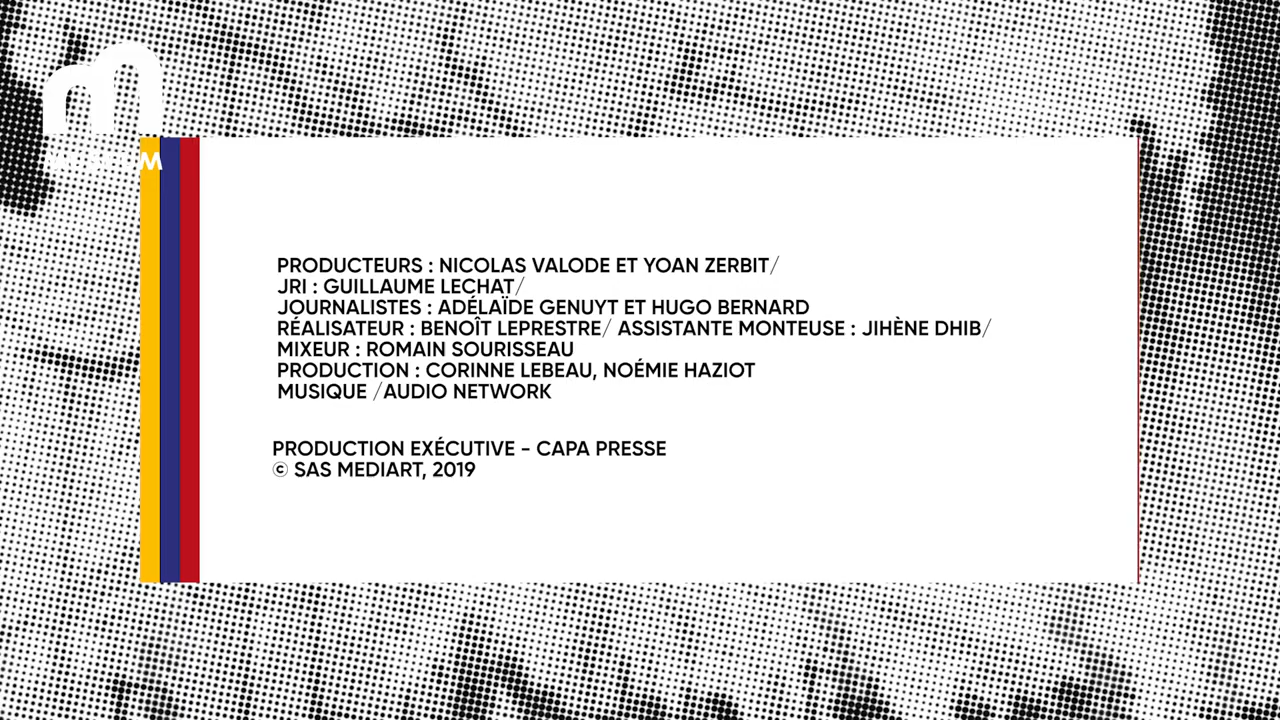 MUSEUM
PRODUCTEURS : NICOLAS VALODE ET YOAN ZERBIT/
JRI : GUILLAUME LECHAT/
JOURNALISTES : ADÉLAÏDE GENUYT ET HUGO BERNARD
RÉALISATEUR : BENOÎT LEPRESTRE/ ASSISTANTE MONTEUSE : JIHÈNE DHIB/
MIXEUR : ROMAIN SOURISSEAU
PRODUCTION : CORINNE LEBEAU, NOÉMIE HAZIOT
MUSIQUE /AUDIO NETWORK
PRODUCTION EXÉCUTIVE - CAPA PRESSE
© SAS MEDIART, 2019